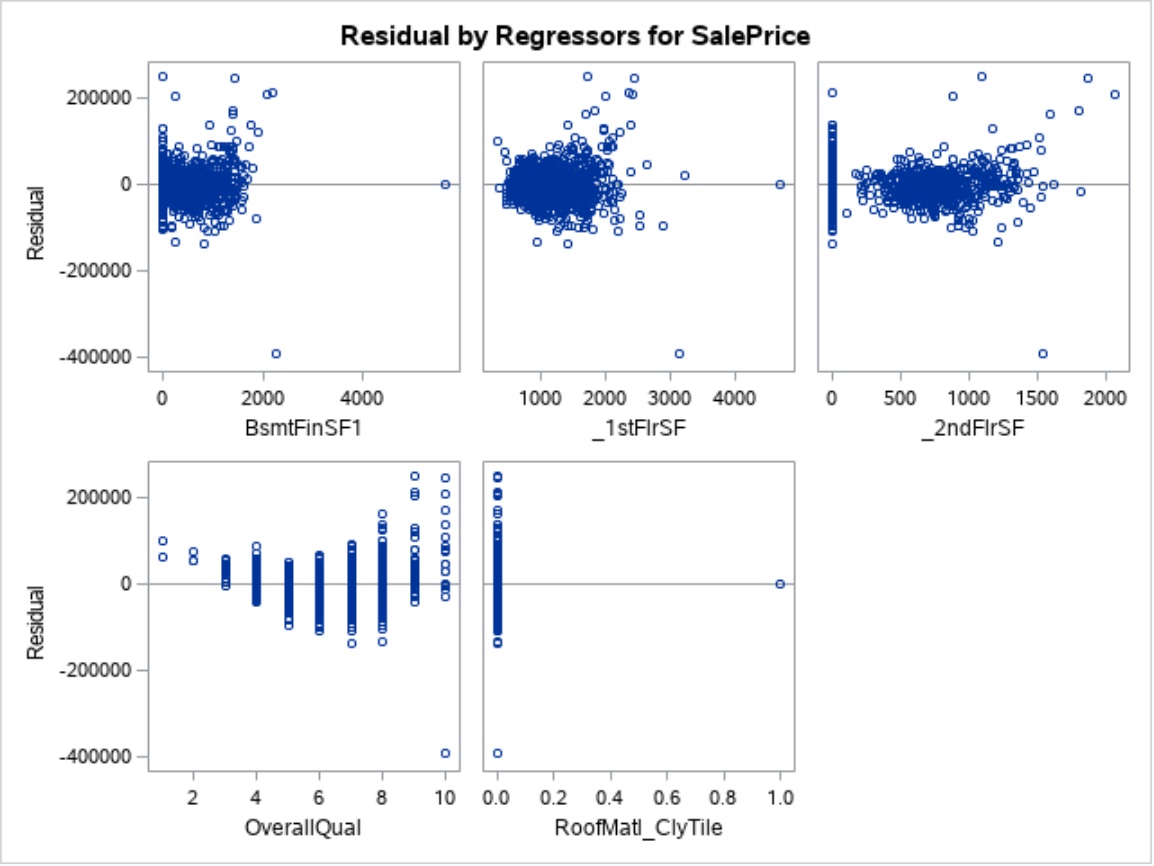 Residual by Regressors for SalePrice
Residual
200000
0
-200000
-400000
0 2000 4000
BsmtFinSF1
1000 2000 3000 4000
_1stFlrSF
0 500 1000 1500 2000
_2ndFlrSF
Residual
200000
0
-200000
-400000
2 4 6 8 10
OverallQual
0.0 0.2 0.4 0.6 0.8 1.0
RoofMatl_ClyTile